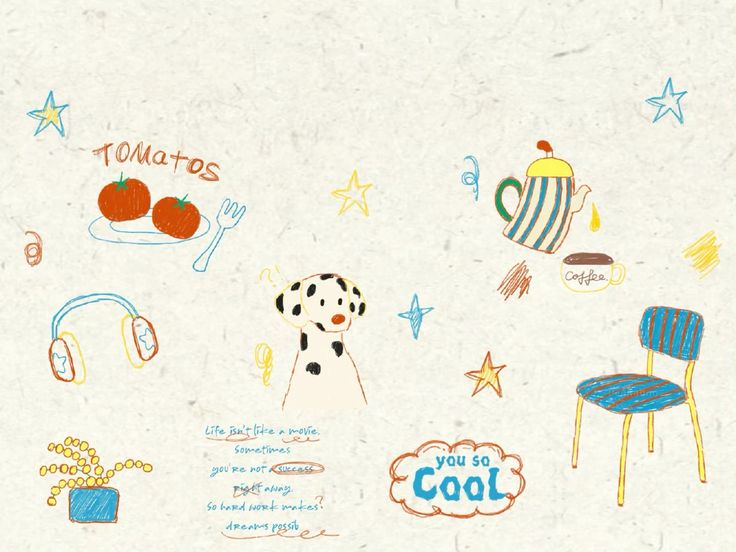 TOMatOS
Coffee
Life isn't like a movie.
Sometimes
you're not a success
right away.
So hard work makes?
dreams possib
you so
Cool